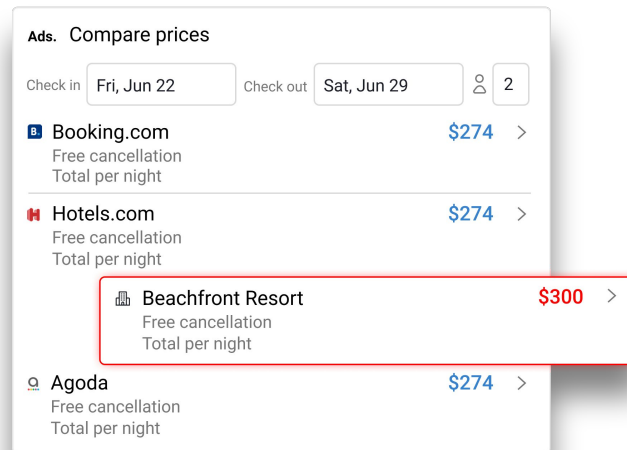 Ads. Compare prices
Check in Fri, Jun 22 Check out Sat, Jun 29 2
B. Booking.com $274
Free cancellation
Total per night
H Hotels.com $274
Free cancellation
Total per night
Beachfront Resort $300
Free cancellation
Total per night
a Agoda $274
Free cancellation
Total per night